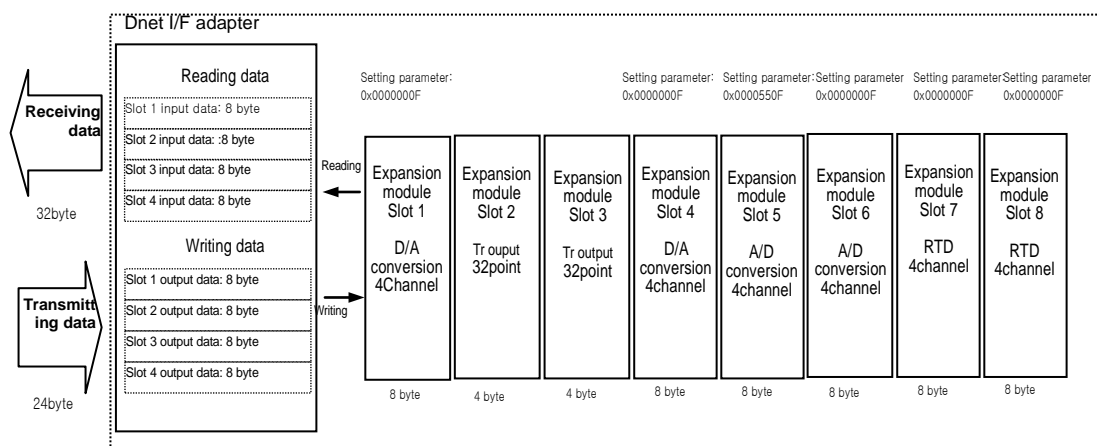 Dnet I/F adapter
Reading data
Slot 1 input data: 8 byte
Slot 2 input data: :8 byte
Slot 3 input data: 8 byte
Slot 4 input data: 8 byte
Writing data
Slot 1 output data: 8 byte
Slot 2 output data: 8 byte
Slot 3 output data: 8 byte
Slot 4 output data: 8 byte
Receiving
data
32byte
Transmitt
ing data
24byte
Reading
Writing
Setting parameter:
0x0000000F
Setting parameter:
0x0000000F
Setting parameter:
0x0000550F
Setting parameter
0x0000000F
Setting parameter
0x0000000F
Setting parameter
0x0000000F
Expansion
module
Slot 1
D/A
conversion
4Channel
8 byte
Expansion
module
Slot 2
Tr ouput
32point
4 byte
Expansion
module
Slot 3
Tr output
32point
4 byte
Expansion
module
Slot 4
D/A
conversion
4channel
8 byte
Expansion
module
Slot 5
A/D
conversion
4channel
8 byte
Expansion
module
Slot 6
A/D
conversion
4channel
8 byte
Expansion
module
Slot 7
RTD
4channel
8 byte
Expansion
module
Slot 8
RTD
4channel
8 byte